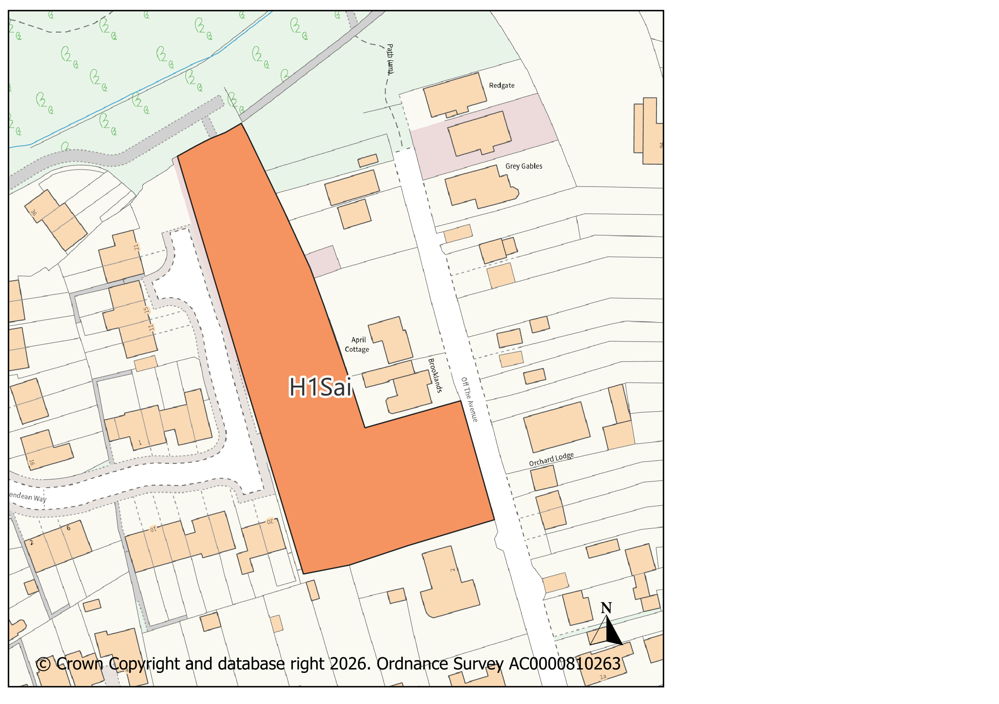 Path (um)
Redgate
Grey Gables
36
21
15
11
April
Cottage
Brooklands
H1Sai
Off The Avenue
1
16
Orchard Lodge
endean Way
20
10
6
2
2
N
© Crown Copyright and database right 2026. Ordnance Survey AC0000810263
2a